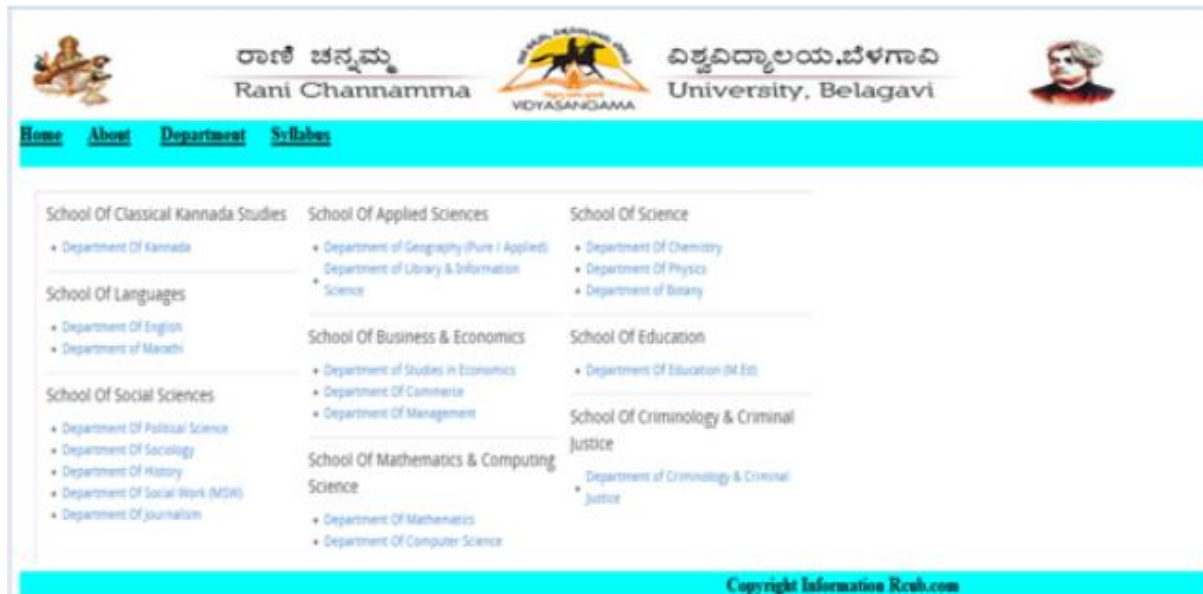 ರಾಣಿ ಚನ್ನಮ್ಮ
Rani Channamma
VIDYASANGAMA
ವಿಶ್ವವಿದ್ಯಾಲಯ,ಬೆಳಗಾವಿ
University, Belagavi
Home About Department Syllabus
School Of Classical Kannada Studies
Department Of Kannada
School Of Languages
Department Of English
Department of Marathi
School Of Social Sciences
Department Of Political Science
Department Of Sociology
Department Of History
Department Of Social Work (MSW)
Department Of Journalism
School Of Applied Sciences
Department of Geography (Pure / Applied)
Department of Library & Information
Science
School Of Business & Economics
Department of Studies in Economics
Department Of Commerce
Department Of Management
School Of Mathematics & Computing
Science
Department Of Mathematics
Department Of Computer Science
School Of Science
Department Of Chemistry
Department Of Physics
Department of Botany
School Of Education
Department Of Education (M.Ed)
School Of Criminology & Criminal
Justice
Department of Criminology & Criminal
Justice
Copyright Information Rcub.com